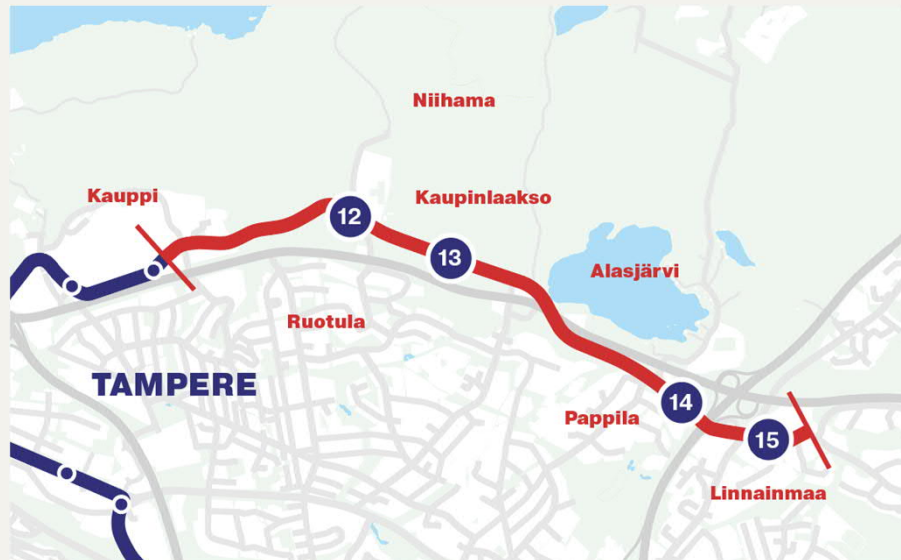 Niihama
Kauppi
Kaupinlaakso
12
13
Alasjärvi
Ruotula
TAMPERE
14
Pappila
15
Linnainmaa